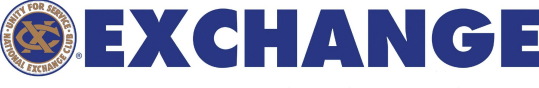 UNITY FOR SERVICE
NATIONAL EXCHANGE CLUB
®
EXCHANGE